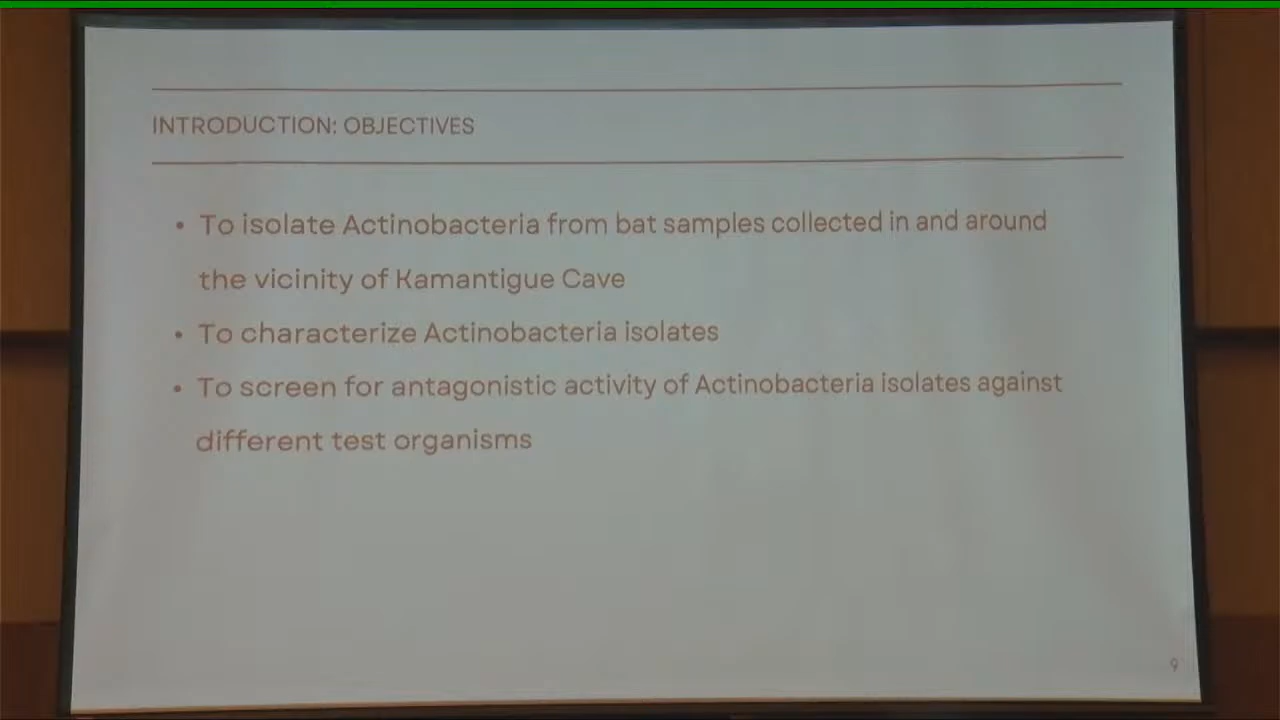 INTRODUCTION: OBJECTIVES
• To isolate Actinobacteria from bat samples collected in and around
the vicinity of Kamantigue Cave
• To characterize Actinobacteria isolates
• To screen for antagonistic activity of Actinobacteria isolates against
different test organisms
9